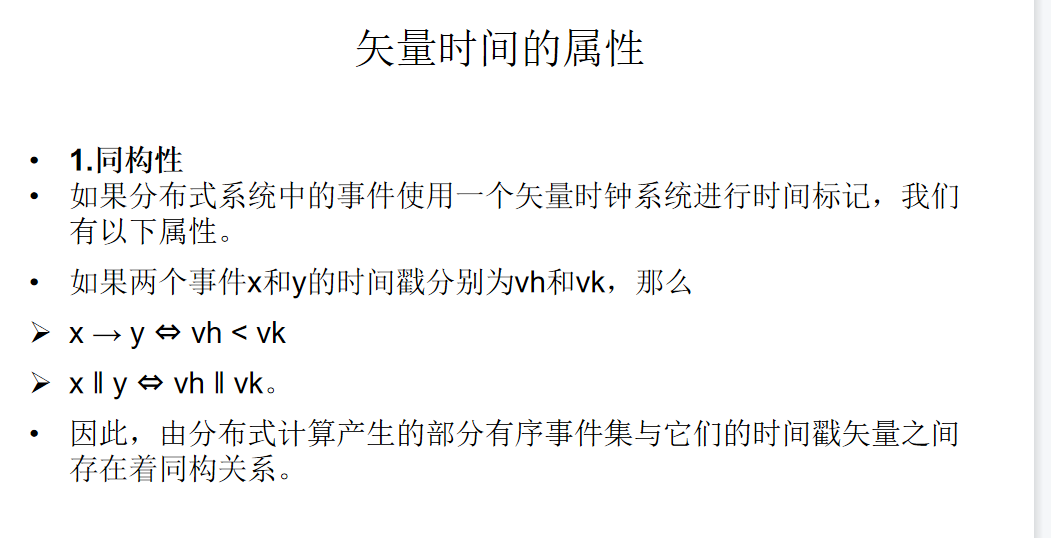 矢量时间的属性
• 1.同构性
• 如果分布式系统中的事件使用一个矢量时钟系统进行时间标记，我们
有以下属性。
• 如果两个事件x和y的时间戳分别为vh和vk，那么
➢ x → y ⇔ vh < vk
➢ x ‖ y ⇔ vh ‖ vk。
• 因此，由分布式计算产生的部分有序事件集与它们的时间戳矢量之间
存在着同构关系。